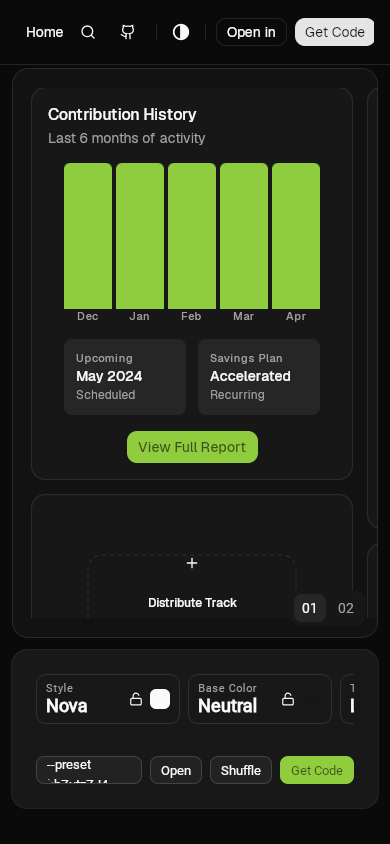 Home
Open in
Get Code
Contribution History
Last 6 months of activity
Dec Jan Feb Mar Apr
Upcoming
May 2024
Scheduled
Savings Plan
Accelerated
Recurring
View Full Report
+
Distribute Track
01 02
Style
Nova
Base Color
Neutral
--preset
Open
Shuffle
Get Code